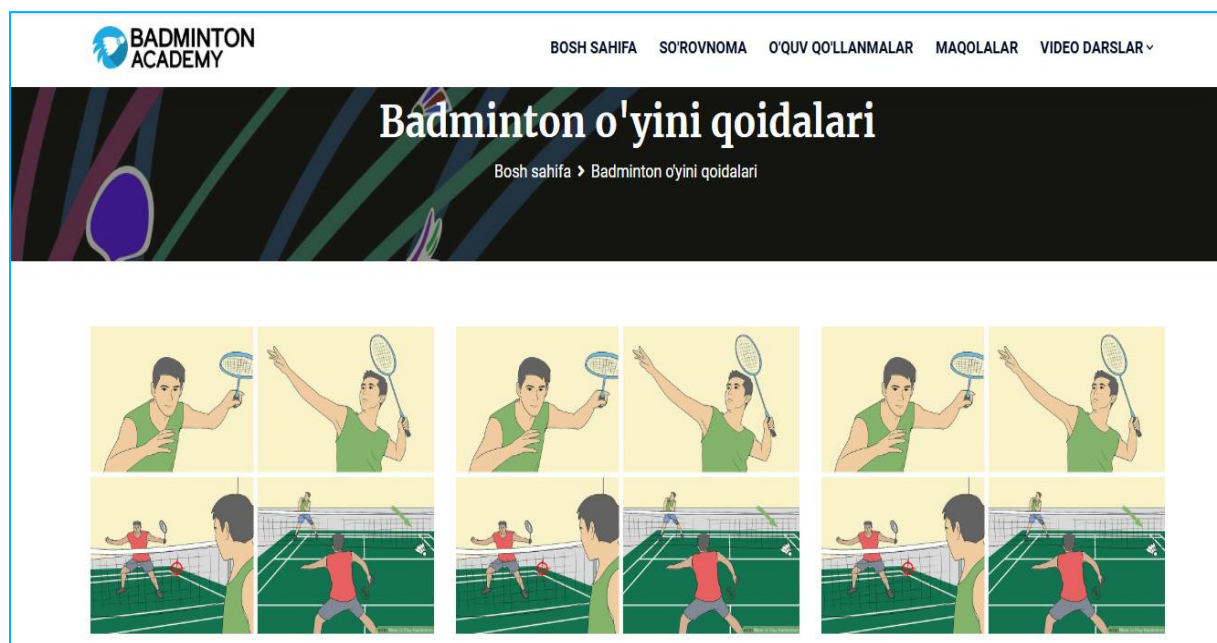 BADMINTON
ACADEMY
BOSH SAHIFA SO'ROVNOMA O'QUV QO'LLANMALAR MAQOLALAR VIDEO DARSLAR
Badminton o'yini qoidalari
Bosh sahifa > Badminton o'yini qoidalari